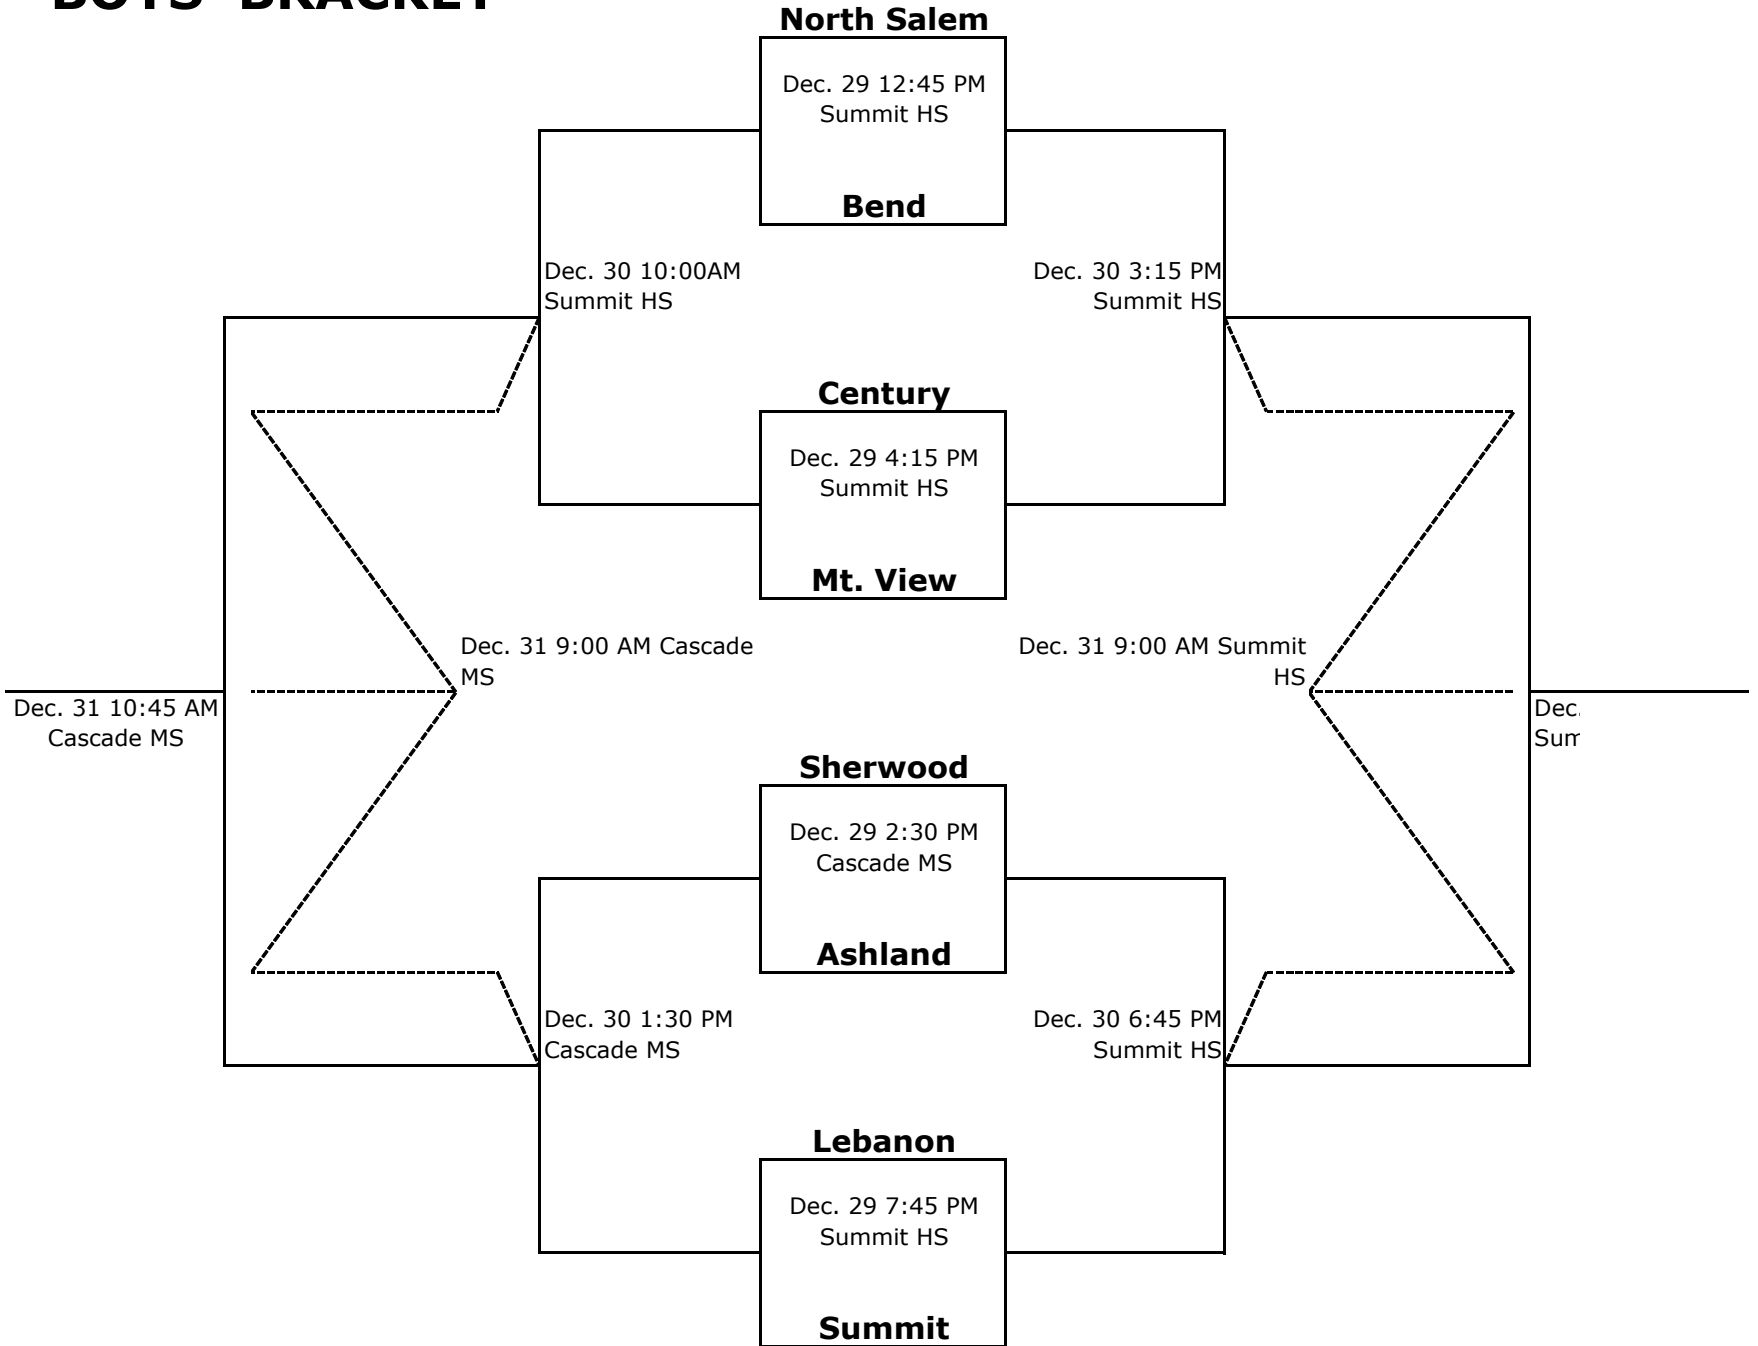 BOYS' BRACKET
North Salem
Dec. 29 12:45 PM
Summit HS
Bend
Dec. 30 10:00AM
Summit HS
Dec. 30 3:15 PM
Summit HS
Century
Dec. 29 4:15 PM
Summit HS
Mt. View
Dec. 31 9:00 AM Cascade
MS
Dec. 31 9:00 AM Summit
HS
Dec. 31 10:45 AM
Cascade MS
Dec.
Sherwood
Dec. 29 2:30 PM
Cascade MS
Ashland
Dec. 30 1:30 PM
Cascade MS
Dec. 30 6:45 PM
Summit HS
Lebanon
Dec. 29 7:45 PM
Summit HS
Summit